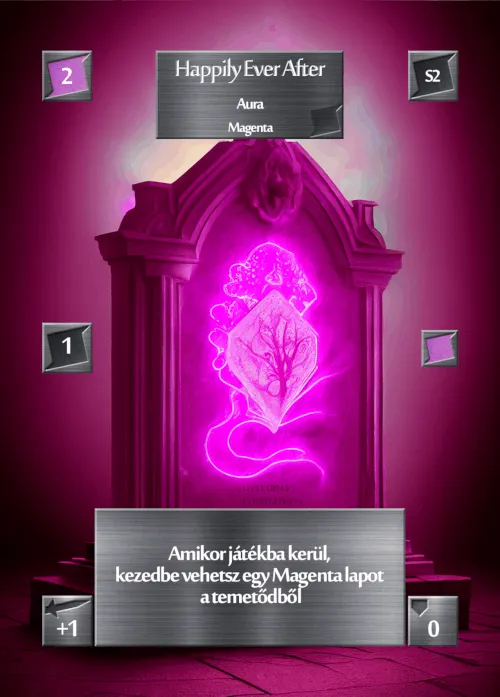 2
Happily Ever After
S2
Aura
Magenta
1
Amikor játékba kerül,
kezedbe vehetsz egy Magenta lapot
a temetődből
+1
0